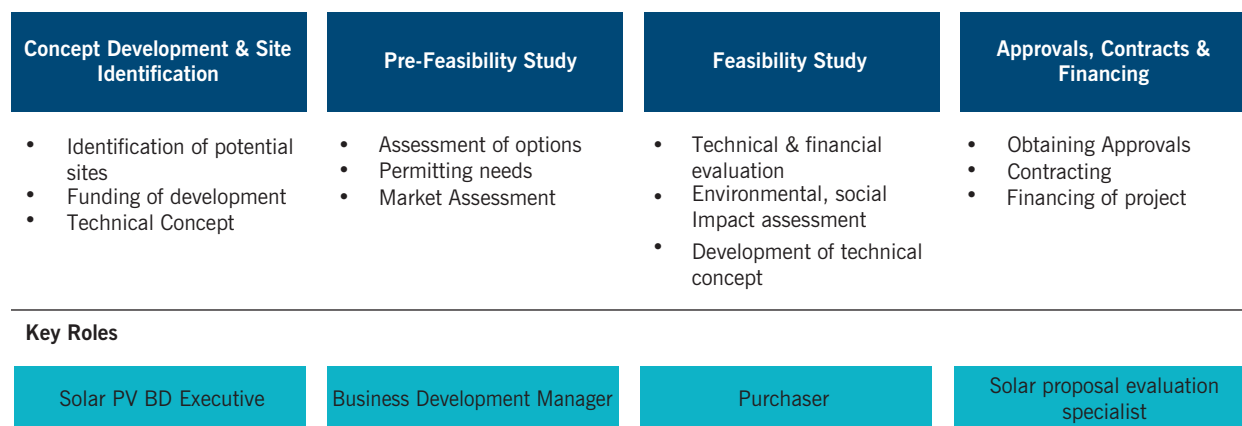 Concept Development & Site
Identification
• Identification of potential
sites
• Funding of development
• Technical Concept
Pre-Feasibility Study
• Assessment of options
• Permitting needs
• Market Assessment
Feasibility Study
• Technical & financial
evaluation
• Environmental, social
Impact assessment
• Development of technical
concept
Approvals, Contracts &
Financing
• Obtaining Approvals
• Contracting
• Financing of project
Key Roles
Solar PV BD Executive
Business Development Manager
Purchaser
Solar proposal evaluation
specialist